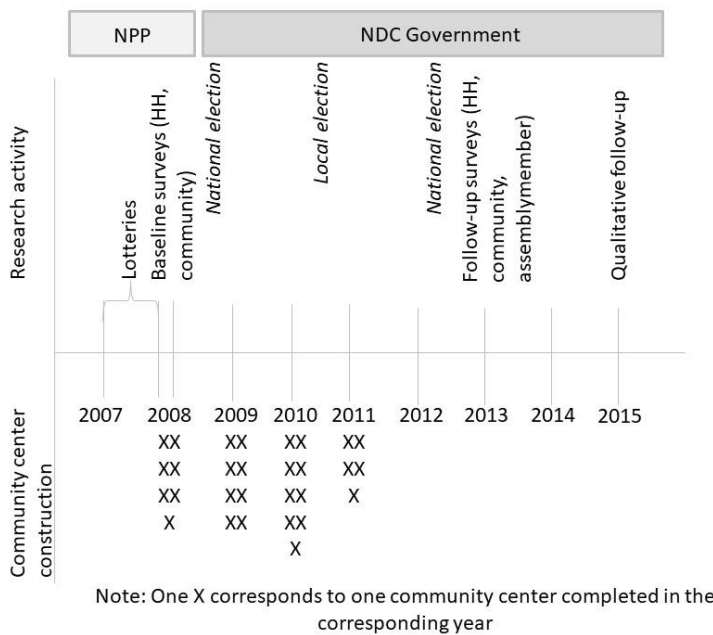 NPP
NDC Government
Research activity
Lotteries
Baseline surveys (HH,
community)
National election
Local election
National election
Follow-up surveys (HH,
community,
assemblymember)
Qualitative follow-up
2007 2008 2009 2010 2011 2012 2013 2014 2015
Community center
construction
XX XX XX XX
XX XX XX XX
XX XX XX X
X XX XX
X
Note: One X corresponds to one community center completed in the
corresponding year